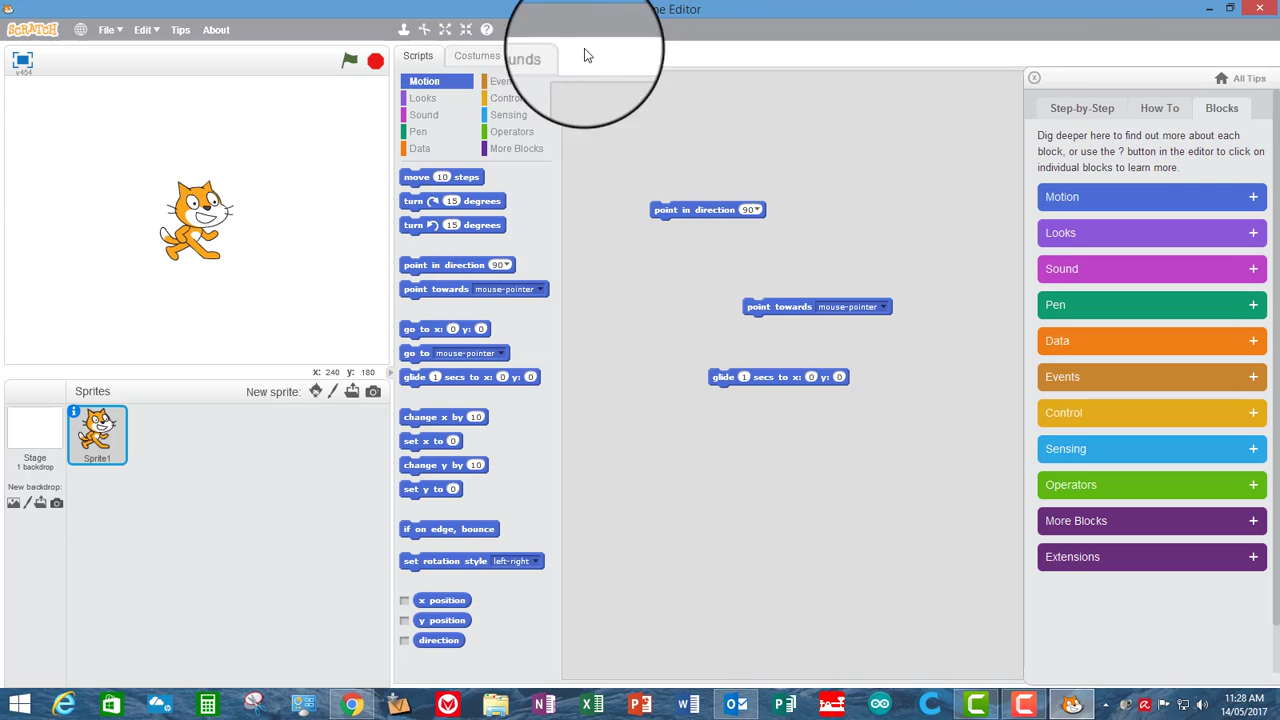 ne Editor
SCRATCH
File Edit Tips About
v454
Scripts Costumes unds
Motion
Looks
Sound
Pen
Data
Even
Control
Sensing
Operators
More Blocks
move 10 steps
turn 15 degrees
turn 15 degrees
point in direction 90
point towards mouse-pointer
go to x: 0 y: 0
go to mouse-pointer
glide 1 secs to x: 0 y: 0
change x by 10
set x to 0
change y by 10
set y to 0
if on edge, bounce
set rotation style left-right
x position
y position
direction
point in direction 90
point towards mouse-pointer
glide 1 secs to x: 0 y: 0
x: 240 y: 180
Sprites New sprite:
Stage
1 backdrop
New backdrop:
Sprite1
All Tips
Step-by-Step How To Blocks
Dig deeper here to find out more about each
block, or use the ? button in the editor to click on
individual blocks to learn more.
Motion +
Looks +
Sound +
Pen +
Data +
Events +
Control +
Sensing +
Operators +
More Blocks +
Extensions +
11:28 AM
14/05/2017